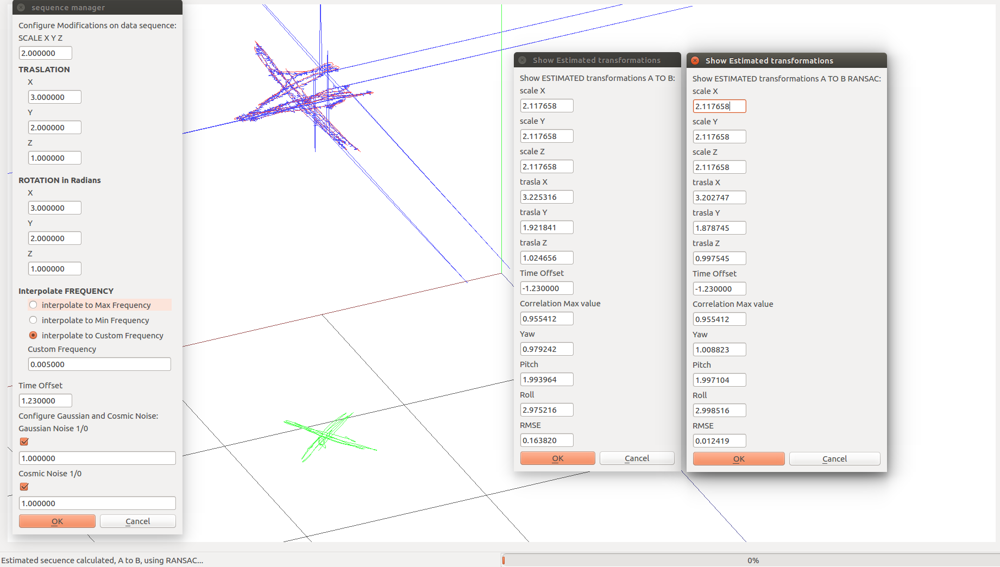 sequence manager
Configure Modifications on data sequence:
SCALE X Y Z
2.000000
TRASLATION
X
3.000000
Y
2.000000
Z
1.000000
ROTATION in Radians
X
3.000000
Y
2.000000
Z
1.000000
Interpolate FREQUENCY
interpolate to Max Frequency
interpolate to Min Frequency
interpolate to Custom Frequency
Custom Frequency
0.005000
Time Offset
1.230000
Configure Gaussian and Cosmic Noise:
Gaussian Noise 1/0
1.000000
Cosmic Noise 1/0
1.000000
OK Cancel
Show Estimated transformations
Show ESTIMATED transformations A TO B:
scale X
2.117658
scale Y
2.117658
scale Z
2.117658
trasla X
3.225316
trasla Y
1.921841
trasla Z
1.024656
Time Offset
-1.230000
Correlation Max value
0.955412
Yaw
0.979242
Pitch
1.993964
Roll
2.975216
RMSE
0.163820
OK Cancel
Show Estimated transformations
Show ESTIMATED transformations A TO B RANSAC:
scale X
2.117658
scale Y
2.117658
scale Z
2.117658
trasla X
3.202747
trasla Y
1.878745
trasla Z
0.997545
Time Offset
-1.230000
Correlation Max value
0.955412
Yaw
1.008823
Pitch
1.997104
Roll
2.998516
RMSE
0.012419
OK Cancel
Estimated secuence calculated, A to B, using RANSAC...
0%